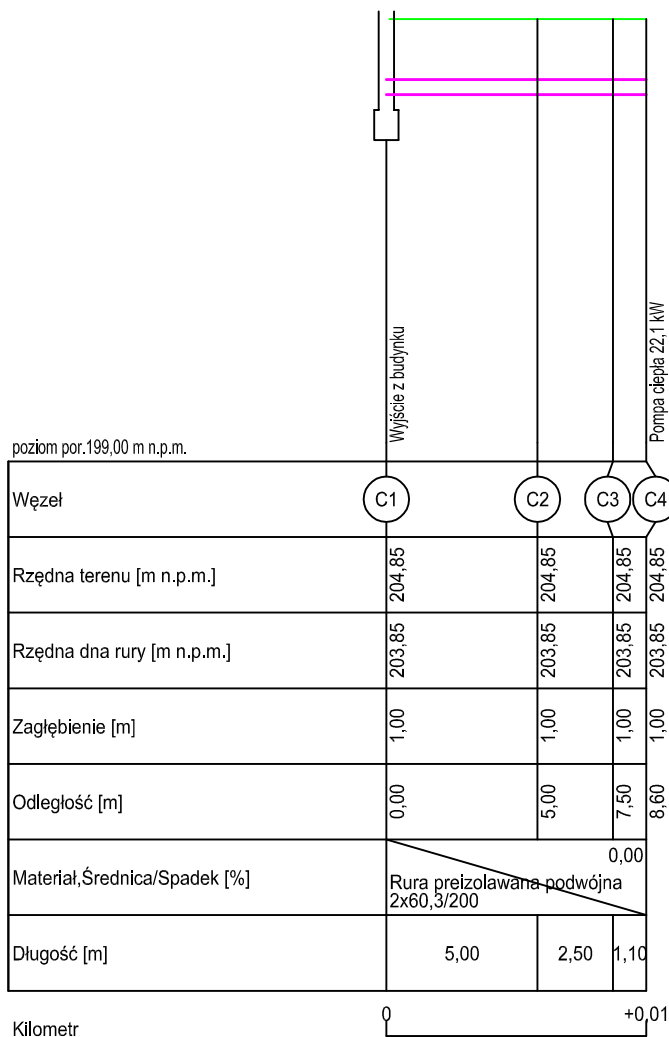 Wyjście z budynku
Pompa ciepła 22,1 kW
poziom por.199,00 m n.p.m.
Węzeł
C1
C2
C3
C4
Rzędna terenu [m n.p.m.]
204,85
204,85
204,85
204,85
Rzędna dna rury [m n.p.m.]
203,85
203,85
203,85
203,85
Zagłębienie [m]
1,00
1,00
1,00
1,00
Odległość [m]
0,00
5,00
7,50
8,60
Materiał,Średnica/Spadek [%]
0,00
Rura preizolawana podwójna
2x60,3/200
Długość [m]
5,00
2,50
1,10
Kilometr
0
+0,01